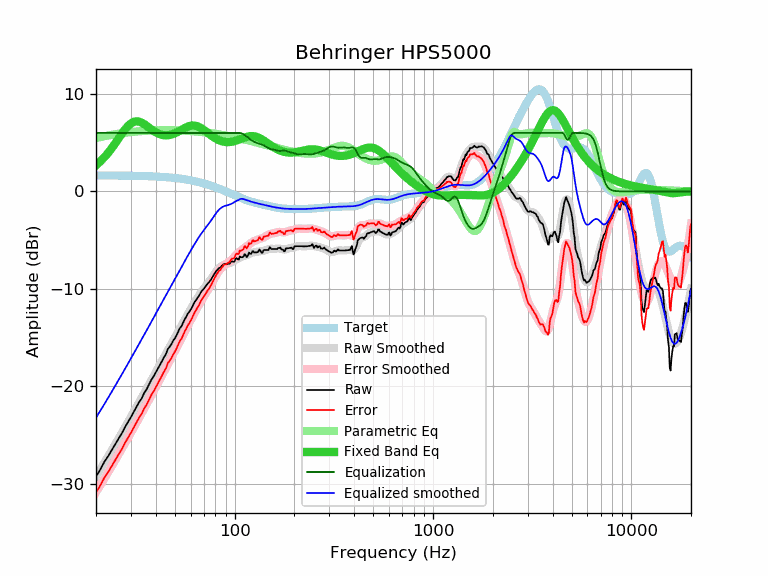 Behringer HPS5000
Amplitude (dBr)
10
0
−10
−20
−30
Target
Raw Smoothed
Error Smoothed
Raw
Error
Parametric Eq
Fixed Band Eq
Equalization
Equalized smoothed
100
1000
10000
Frequency (Hz)